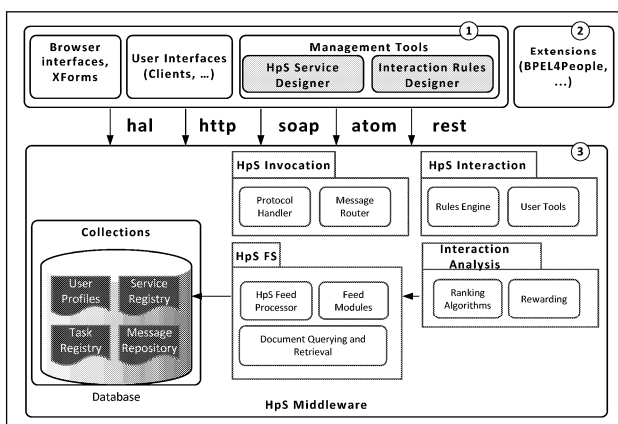 1
2
Browser
interfaces,
XForms
User Interfaces
(Clients, ...)
Management Tools
HpS Service
Designer
Interaction Rules
Designer
Extensions
(BPEL4People,
...)
hal
http
soap
atom
rest
3
HpS Invocation
Protocol
Handler
Message
Router
HpS Interaction
Rules Engine
User Tools
Collections
User
Profiles
Service
Registry
Task
Registry
Message
Repository
Database
HpS FS
HpS Feed
Processor
Feed
Modules
Document Querying and
Retrieval
Interaction
Analysis
Ranking
Algorithms
Rewarding
HpS Middleware